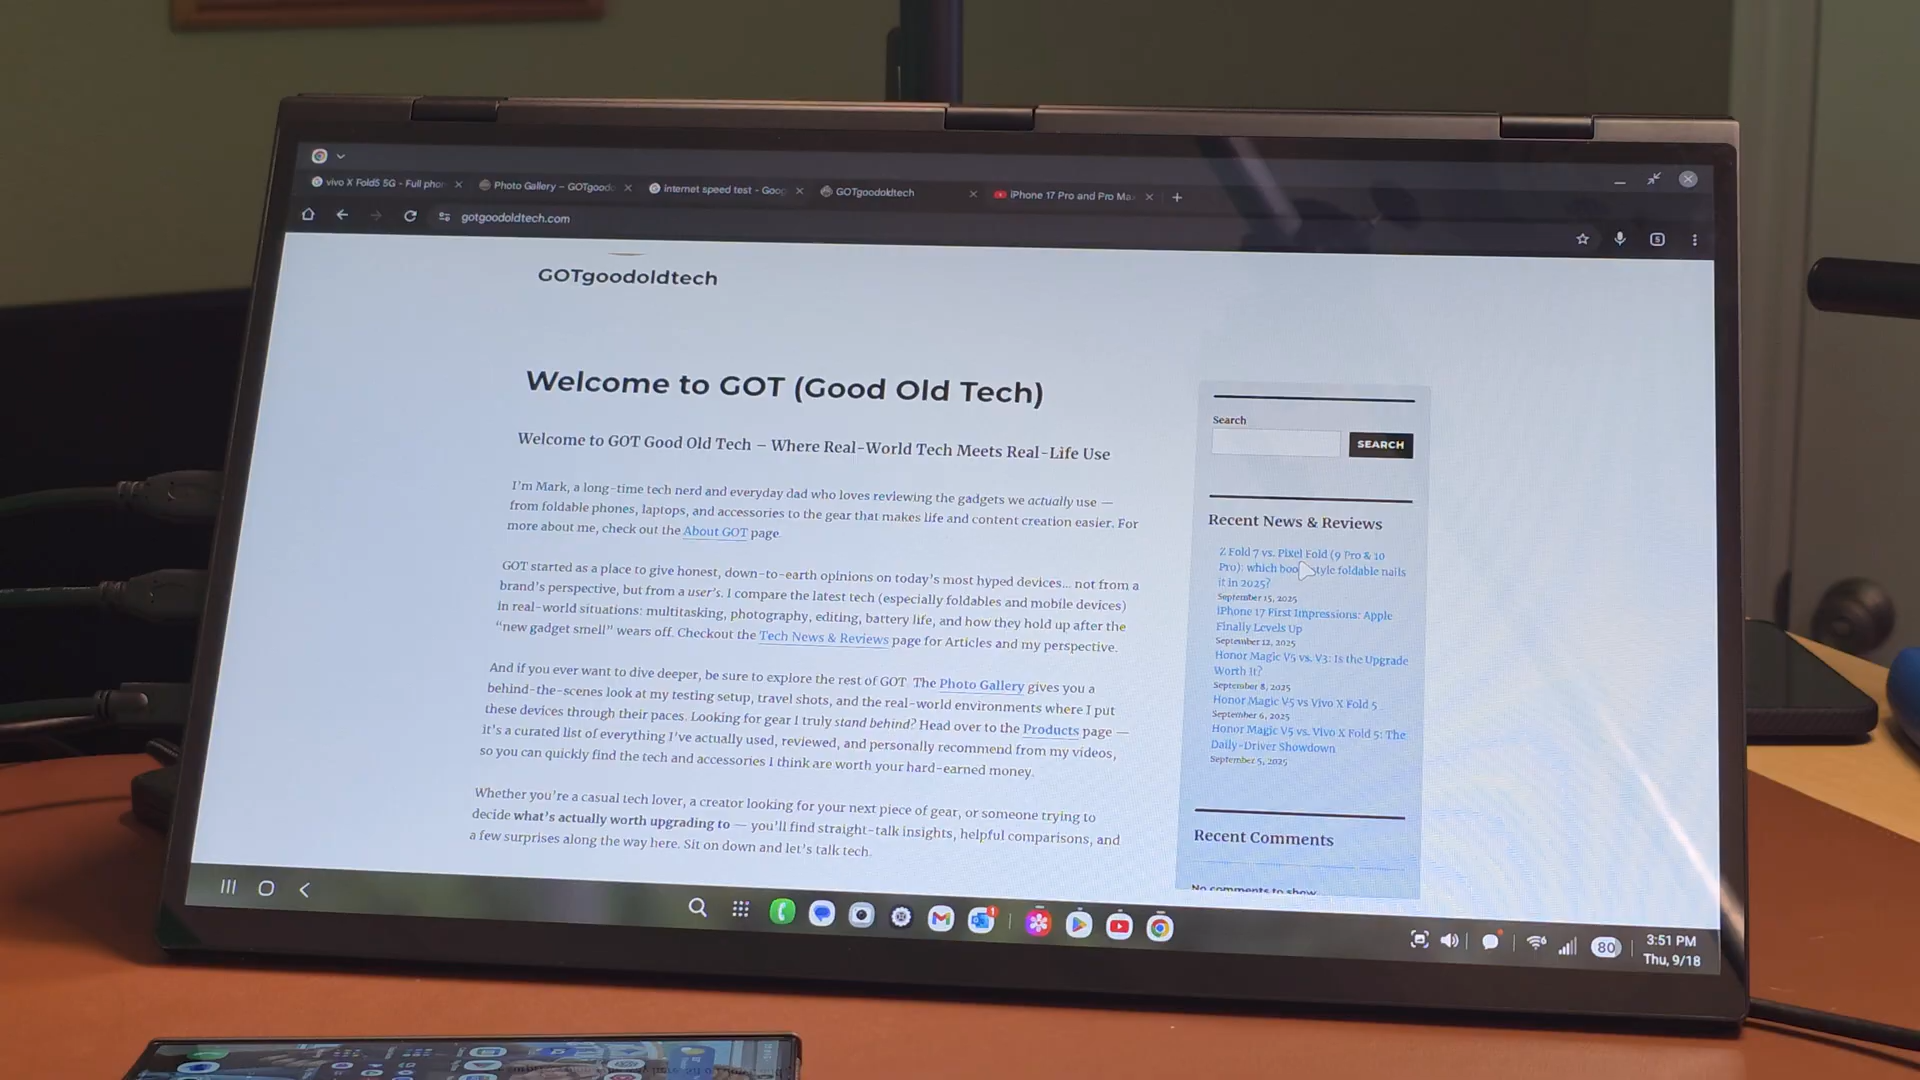 vivo X Fold5 5G - Full phon
Photo Gallery – GOTgoodo
internet speed test - Goog
GOTgoodoldtech
iPhone 17 Pro and Pro Ma
gotgoodoldtech.com
5
GOTgoodoldtech
Welcome to GOT (Good Old Tech)
Welcome to GOT Good Old Tech – Where Real-World Tech Meets Real-Life Use
I'm Mark, a long-time tech nerd and everyday dad who loves reviewing the gadgets we actually use —
from foldable phones, laptops, and accessories to the gear that makes life and content creation easier. For
more about me, check out the About GOT page.
GOT started as a place to give honest, down-to-earth opinions on today's most hyped devices... not from a
brand's perspective, but from a user's. I compare the latest tech (especially foldables and mobile devices)
in real-world situations: multitasking, photography, editing, battery life, and how they hold up after the
"new gadget smell" wears off. Checkout the Tech News & Reviews page for Articles and my perspective.
And if you ever want to dive deeper, be sure to explore the rest of GOT The Photo Gallery gives you a
behind-the-scenes look at my testing setup, travel shots, and the real-world environments where I put
these devices through their paces. Looking for gear I truly stand behind? Head over to the Products page —
it's a curated list of everything I've actually used, reviewed, and personally recommend from my videos,
so you can quickly find the tech and accessories I think are worth your hard-earned money.
Whether you're a casual tech lover, a creator looking for your next piece of gear, or someone trying to
decide what's actually worth upgrading to — you'll find straight-talk insights, helpful comparisons, and
a few surprises along the way here. Sit on down and let's talk tech.
Search
SEARCH
Recent News & Reviews
Z Fold 7 vs. Pixel Fold (9 Pro & 10
Pro): which style foldable nails
it in 2025?
September 15, 2025
iPhone 17 First Impressions: Apple
Finally Levels Up
September 12, 2025
Honor Magic V5 vs. V3: Is the Upgrade
Worth It?
September 8, 2025
Honor Magic V5 vs Vivo X Fold 5
September 6, 2025
Honor Magic V5 vs. Vivo X Fold 5: The
Daily-Driver Showdown
September 5, 2025
Recent Comments
No comments to show.
1
80
3:51 PM
Thu, 9/18